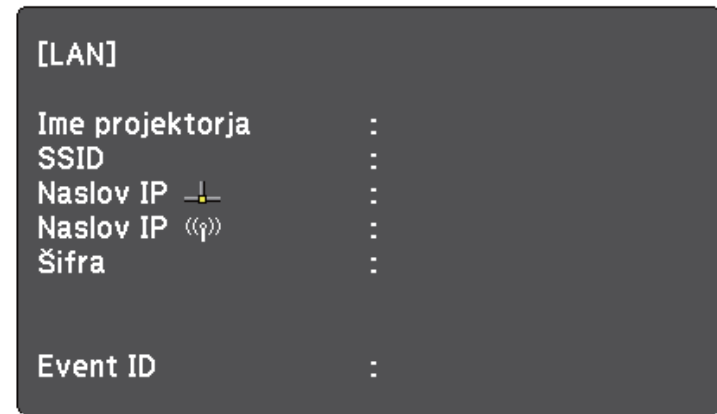 [LAN]
Ime projektorja :
SSID :
Naslov IP :
Naslov IP :
Šifra :
Event ID :